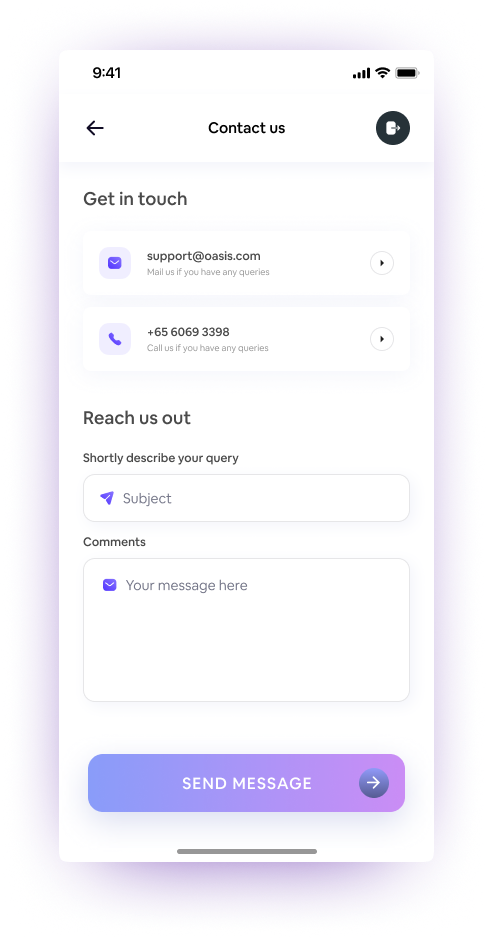 9:41
Contact us
Get in touch
support@oasis.com
Mail us if you have any queries
+65 6069 3398
Call us if you have any queries
Reach us out
Shortly describe your query
Subject
Comments
Your message here
SEND MESSAGE